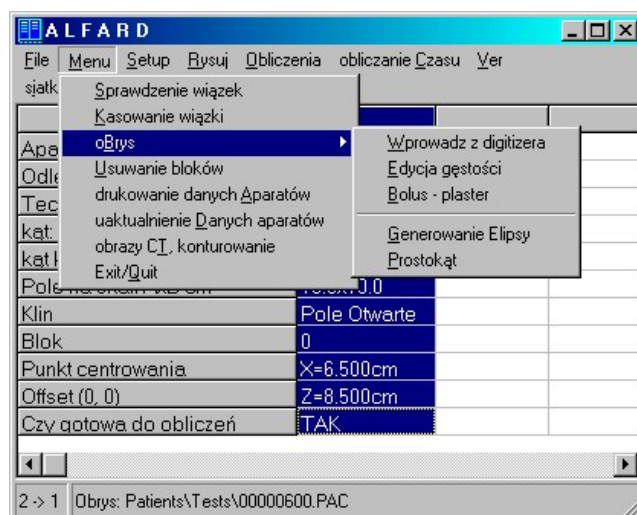 ALFARD
File Menu Setup Rysuj Obliczenia obliczanie Czasu Ver
Sprawdzenie wiązek
Kasowanie wiązki
oBrys
Usuwanie bloków
drukowanie danych Aparatów
uaktualnienie Danych aparatów
obrazy CT, konturowanie
Exit/Quit
Wprowadz z digitizera
Edycja gęstości
Bolus - plaster
Generowanie Elipsy
Prostokąt
kąt:
Klin Pole Otwarte
Blok 0
Punkt centrowania X=6.500cm
Offset (0, 0) Z=8.500cm
Czy gotowa do obliczeń TAK
2 -> 1 Obrys: Patients\Tests\00000600.PAC